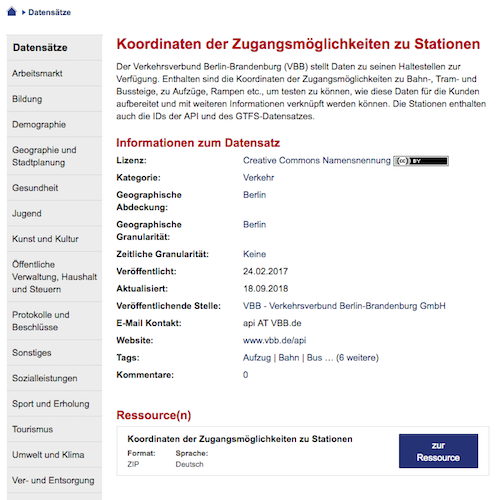 Datensätze
Datensätze
Arbeitsmarkt
Bildung
Demographie
Geographie und
Stadtplanung
Gesundheit
Jugend
Kunst und Kultur
Öffentliche
Verwaltung, Haushalt
und Steuern
Protokolle und
Beschlüsse
Sonstiges
Sozialleistungen
Sport und Erholung
Tourismus
Umwelt und Klima
Ver- und Entsorgung
Koordinaten der Zugangsmöglichkeiten zu Stationen
Der Verkehrsverbund Berlin-Brandenburg (VBB) stellt Daten zu seinen Haltestellen zur
Verfügung. Enthalten sind die Koordinaten der Zugangsmöglichkeiten zu Bahn-, Tram- und
Bussteige, zu Aufzüge, Rampen etc., um testen zu können, wie diese Daten für die Kunden
aufbereitet und mit weiteren Informationen verknüpft werden können. Die Stationen enthalten
auch die IDs der API und des GTFS-Datensatzes.
Informationen zum Datensatz
Lizenz: Creative Commons Namensnennung (cc) BY
Kategorie: Verkehr
Geographische Berlin
Abdeckung:
Geographische Berlin
Granularität:
Zeitliche Granularität: Keine
Veröffentlicht: 24.02.2017
Aktualisiert: 18.09.2018
Veröffentlichende Stelle: VBB - Verkehrsverbund Berlin-Brandenburg GmbH
E-Mail Kontakt: api AT VBB.de
Website: www.vbb.de/api
Tags: Aufzug | Bahn | Bus … (6 weitere)
Kommentare: 0
Ressource(n)
Koordinaten der Zugangsmöglichkeiten zu Stationen
Format: Sprache:
ZIP Deutsch
zur
Ressource